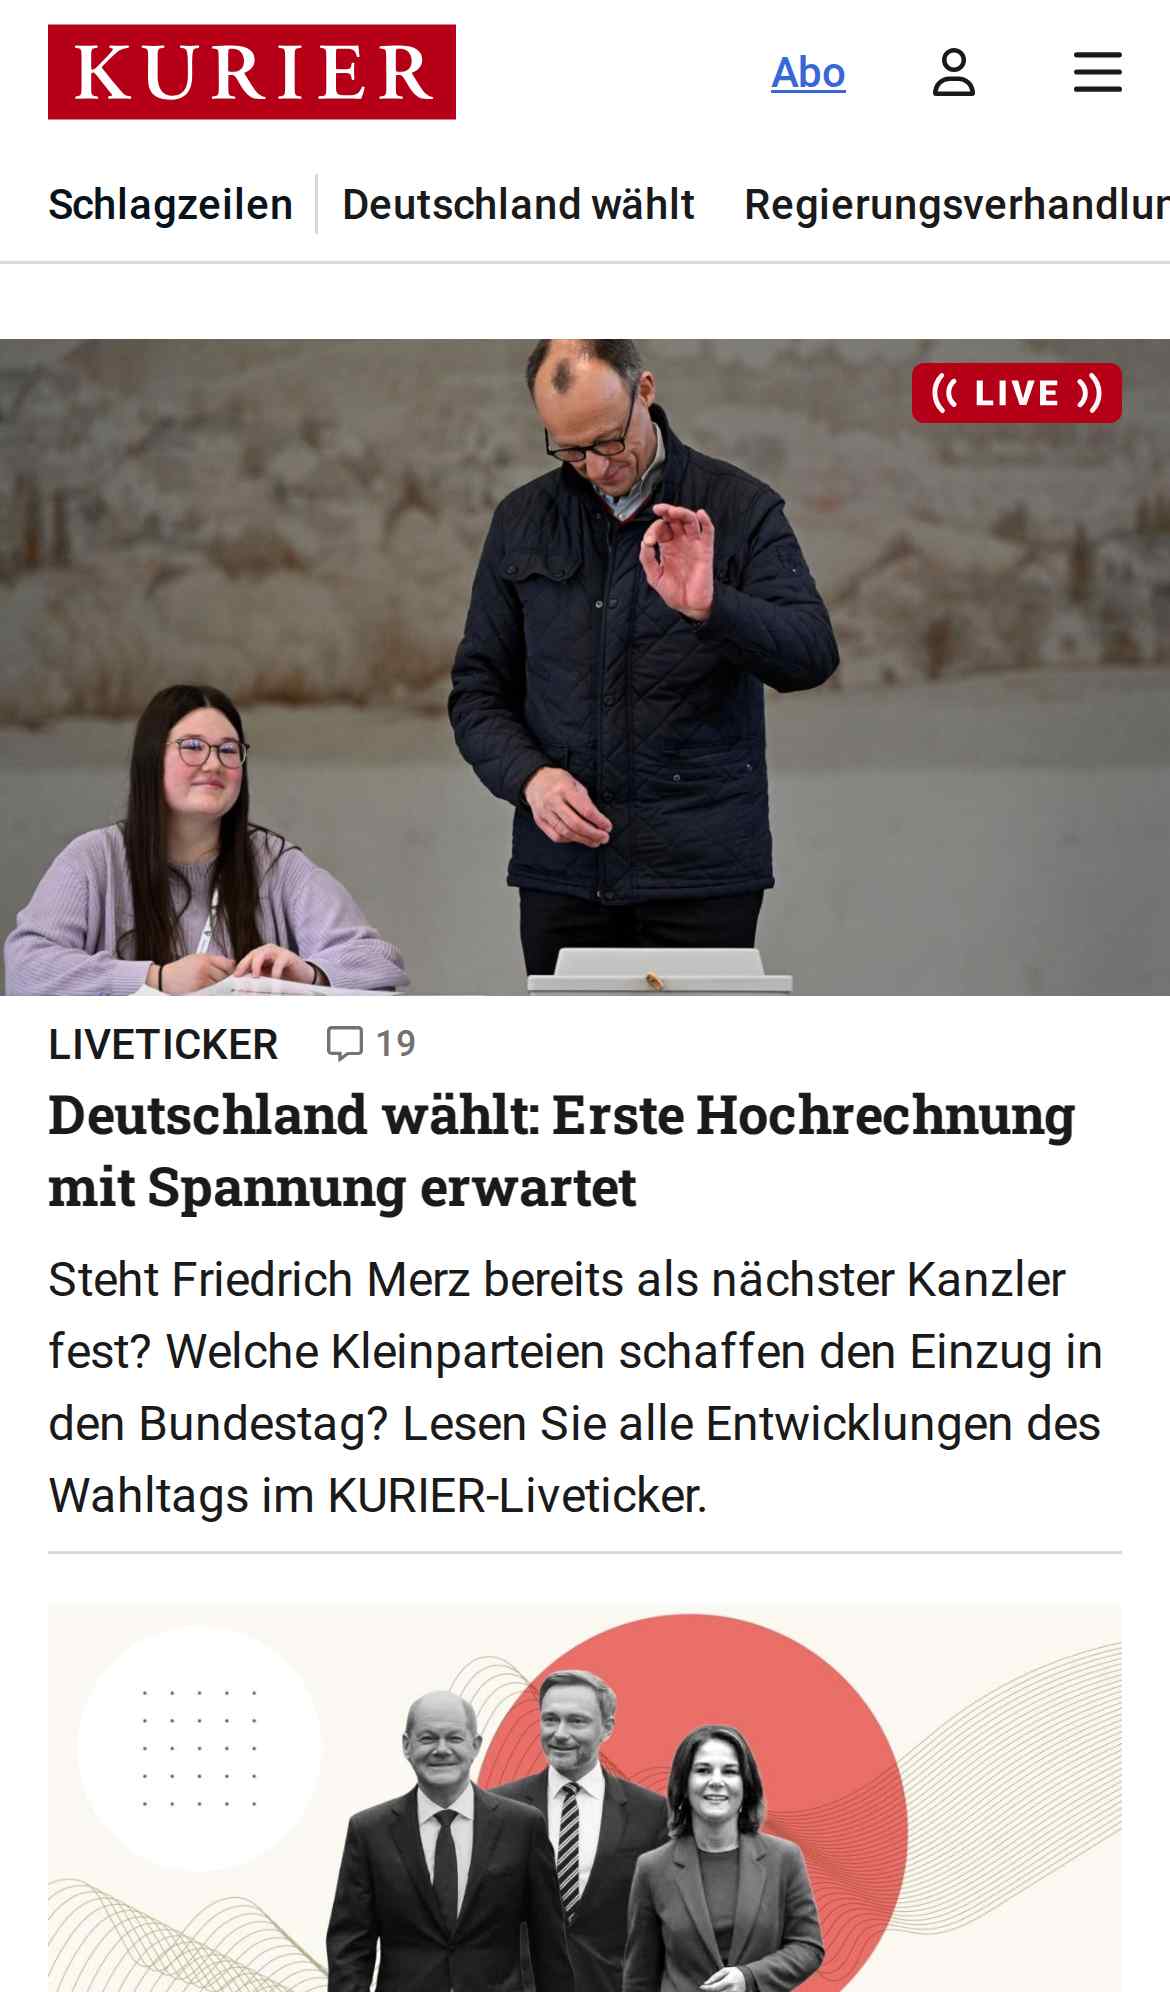 KURIER
Abo
Schlagzeilen
Deutschland wählt
Regierungsverhandlun
LIVE
LIVETICKER 19
Deutschland wählt: Erste Hochrechnung
mit Spannung erwartet
Steht Friedrich Merz bereits als nächster Kanzler
fest? Welche Kleinparteien schaffen den Einzug in
den Bundestag? Lesen Sie alle Entwicklungen des
Wahltags im KURIER-Liveticker.